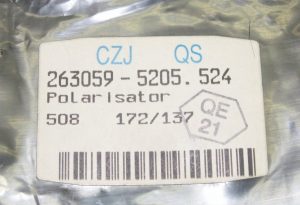 CZJ QS
263059-5205.524
Polarisator
508 172/137
QE
21